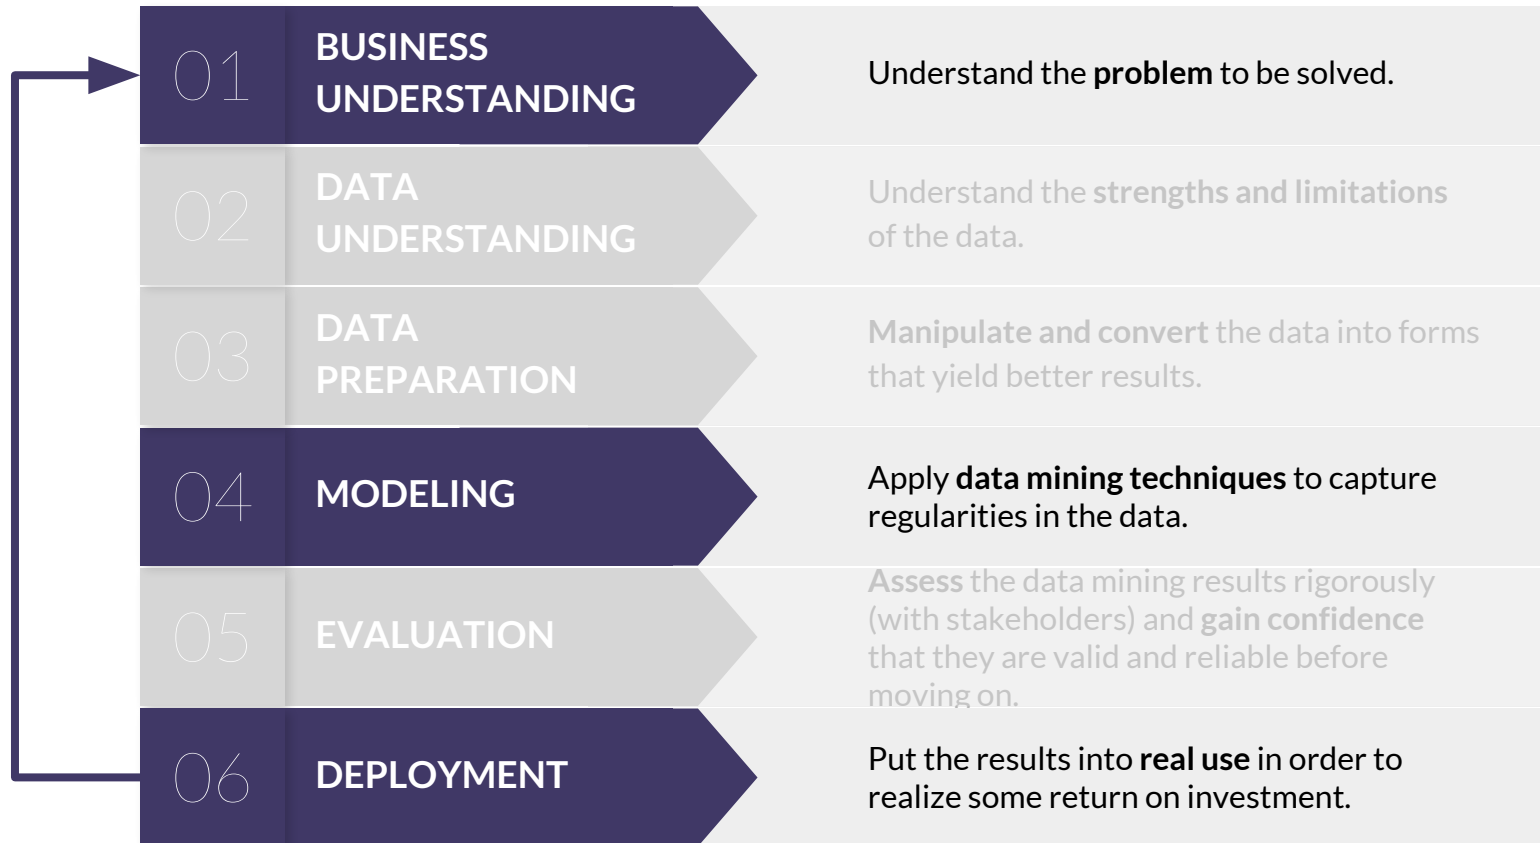 01
BUSINESS
UNDERSTANDING
Understand the problem to be solved.
02
DATA
UNDERSTANDING
Understand the strengths and limitations
of the data.
03
DATA
PREPARATION
Manipulate and convert the data into forms
that yield better results.
04
MODELING
Apply data mining techniques to capture
regularities in the data.
05
EVALUATION
Assess the data mining results rigorously
(with stakeholders) and gain confidence
that they are valid and reliable before
moving on.
06
DEPLOYMENT
Put the results into real use in order to
realize some return on investment.